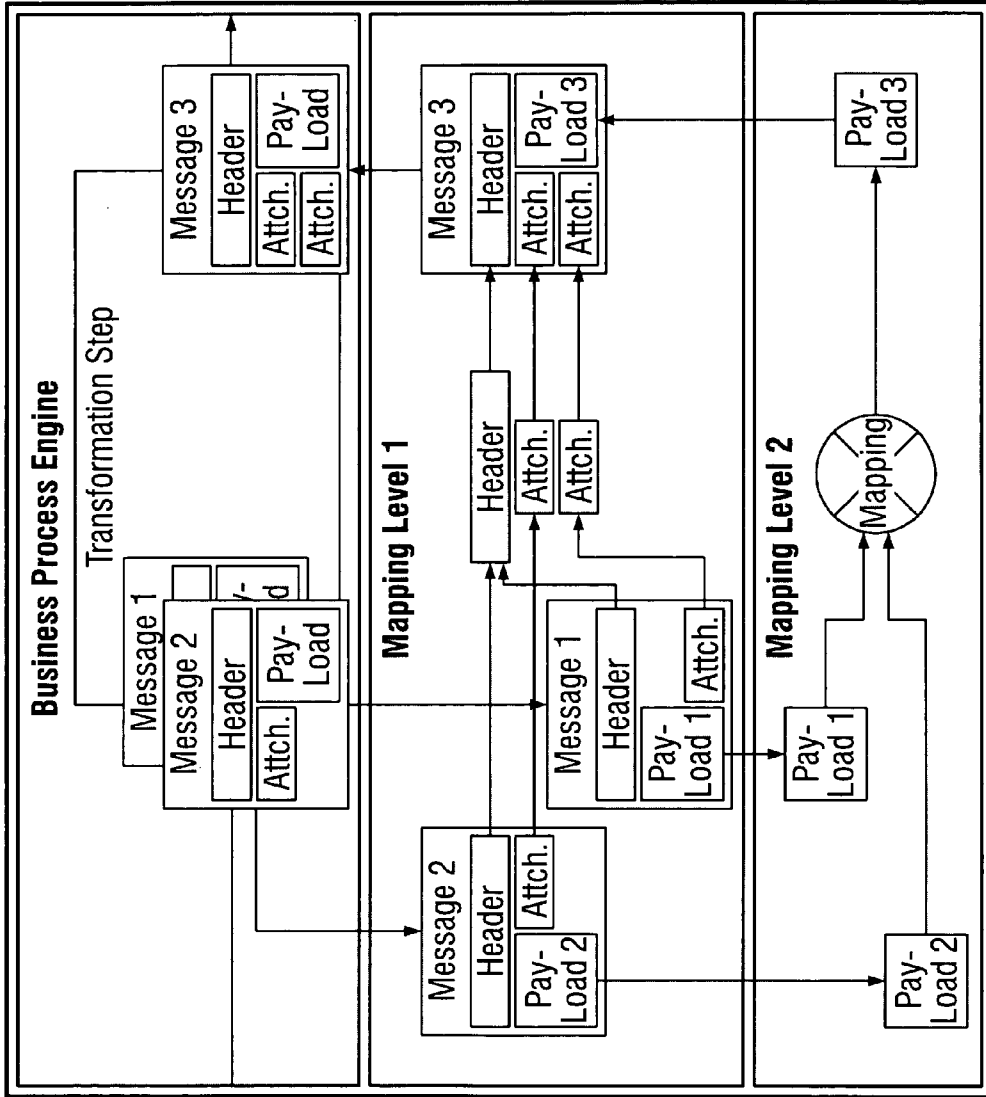 Business Process Engine
Transformation Step
Message 1
Message 2
Header
Attch.
Pay-
Load
Message 3
Header
Attch.
Attch.
Pay-
Load
Mapping Level 1
Message 2
Header
Pay-
Load 2
Attch.
Message 1
Header
Pay-
Load 1
Attch.
Header
Attch.
Attch.
Message 3
Header
Attch.
Attch.
Pay-
Load 3
Mapping Level 2
Pay-
Load 2
Pay-
Load 1
Mapping
Pay-
Load 3